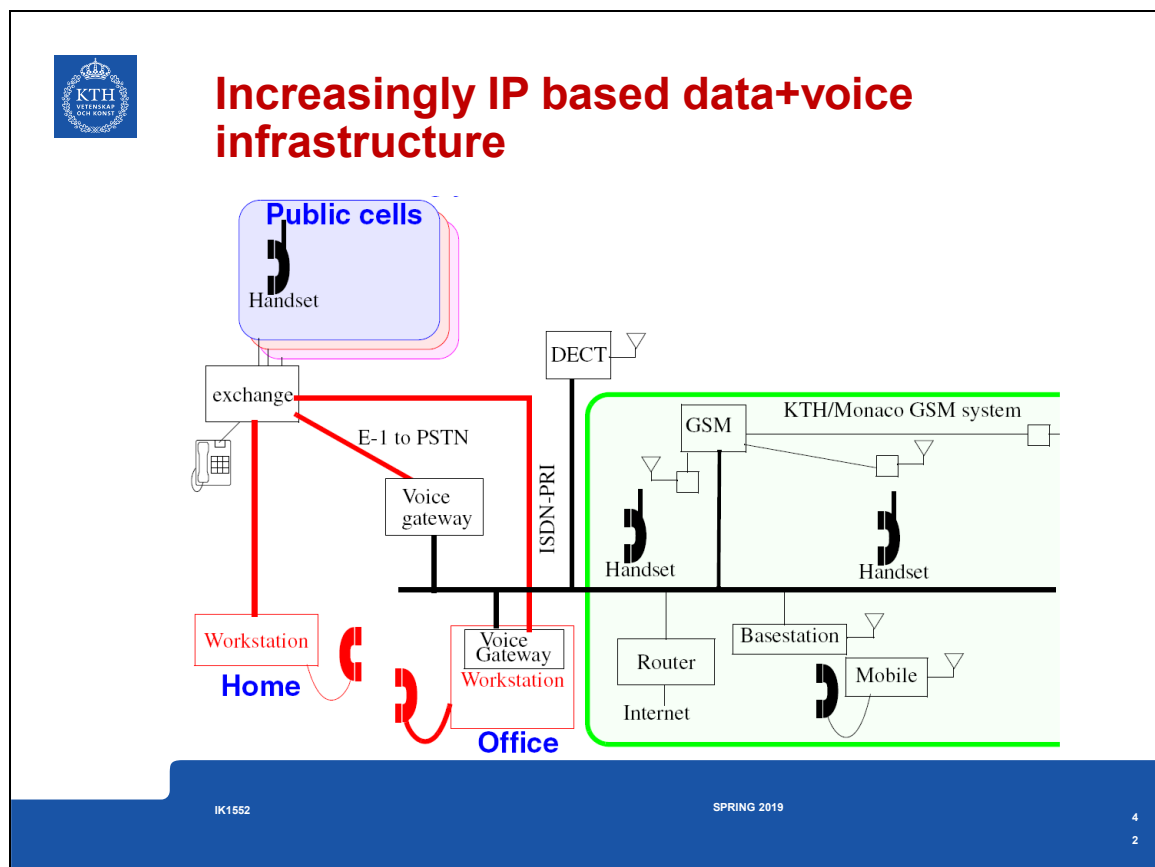 KTH
VETENSKAP
OCH KONST
Increasingly IP based data+voice
infrastructure
Public cells
Handset
DECT
exchange
KTH/Monaco GSM system
GSM
E-1 to PSTN
Voice
gateway
ISDN-PRI
Handset
Handset
Workstation
Home
Voice
Gateway
Workstation
Office
Router
Internet
Basestation
Mobile
IK1552
SPRING 2019
4
2